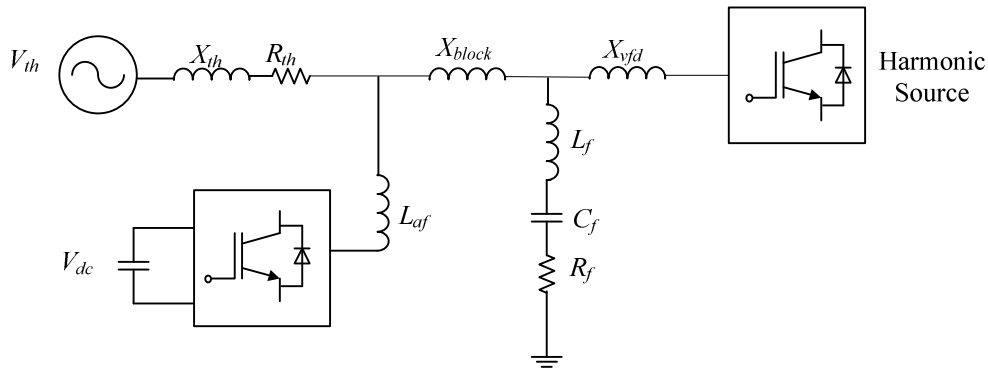 V_th
X_th
R_th
X_block
X_vfd
Harmonic
Source
L_f
L_af
C_f
V_dc
R_f